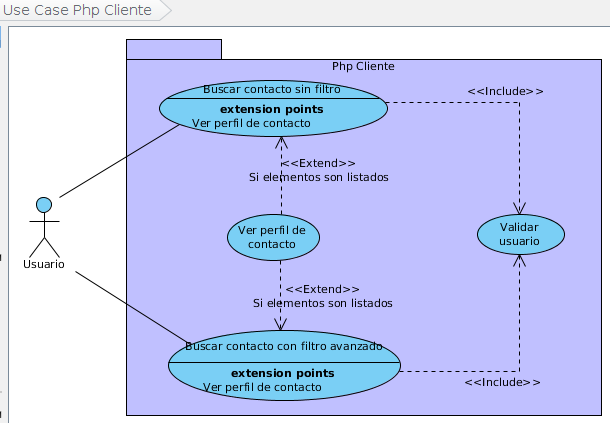 Use Case Php Cliente
Php Cliente
Buscar contacto sin filtro
extension points
Ver perfil de contacto
<<Include>>
<<Extend>>
Si elementos son listados
Usuario
Ver perfil de
contacto
Validar
usuario
<<Extend>>
Si elementos son listados
Buscar contacto con filtro avanzado
extension points
Ver perfil de contacto
<<Include>>